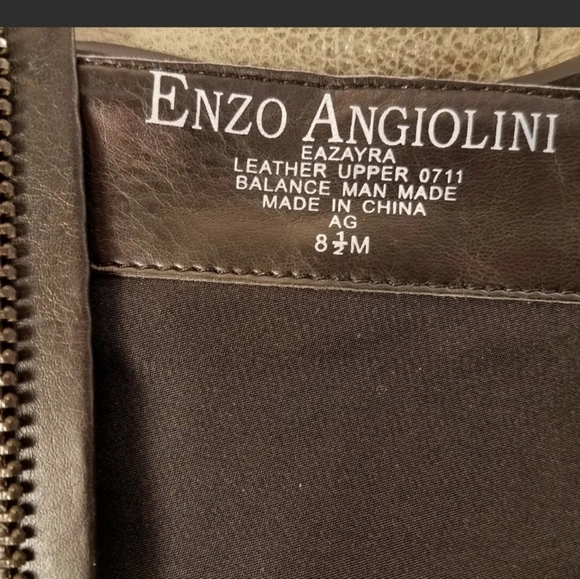 ENZO ANGIOLINI
EAZAYRA
LEATHER UPPER 0711
BALANCE MAN MADE
MADE IN CHINA
AG
8½M